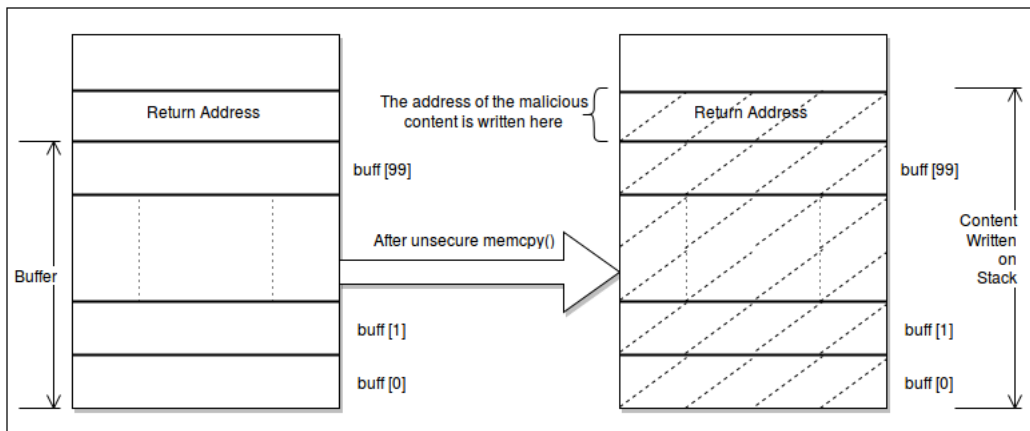 Return Address
buff [99]
Buffer
buff [1]
buff [0]
After unsecure memcpy()
The address of the malicious
content is written here
Return Address
buff [99]
buff [1]
buff [0]
Content
Written
on
Stack